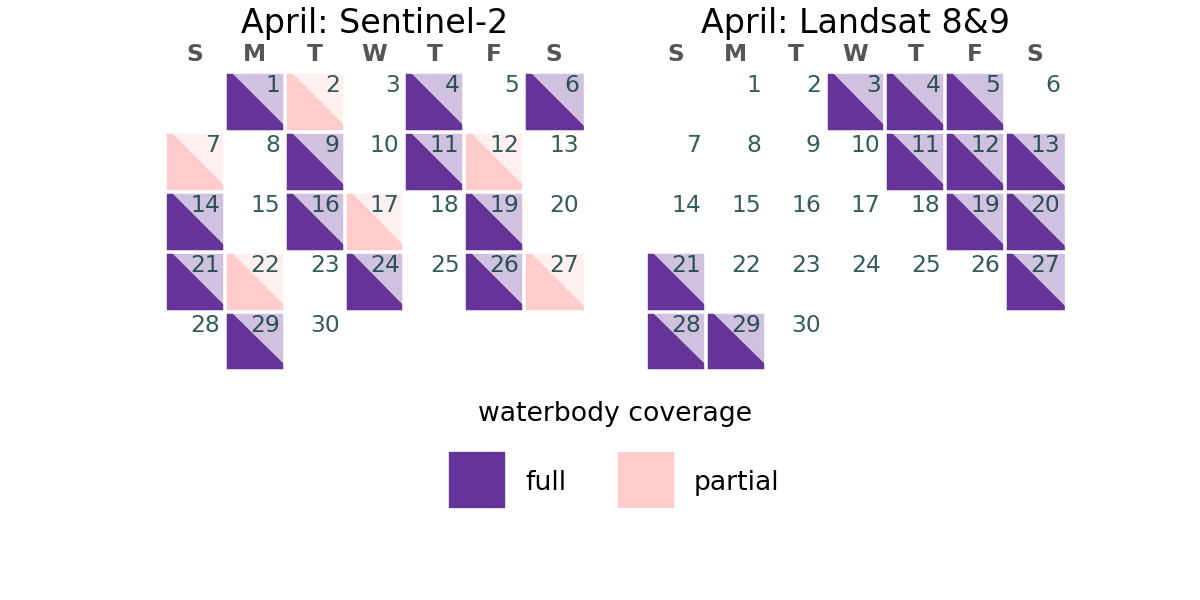 April: Sentinel-2
S M T W T F S
1 2 3 4 5 6
7 8 9 10 11 12 13
14 15 16 17 18 19 20
21 22 23 24 25 26 27
28 29 30
April: Landsat 8&9
S M T W T F S
1 2 3 4 5 6
7 8 9 10 11 12 13
14 15 16 17 18 19 20
21 22 23 24 25 26 27
28 29 30
waterbody coverage
full partial